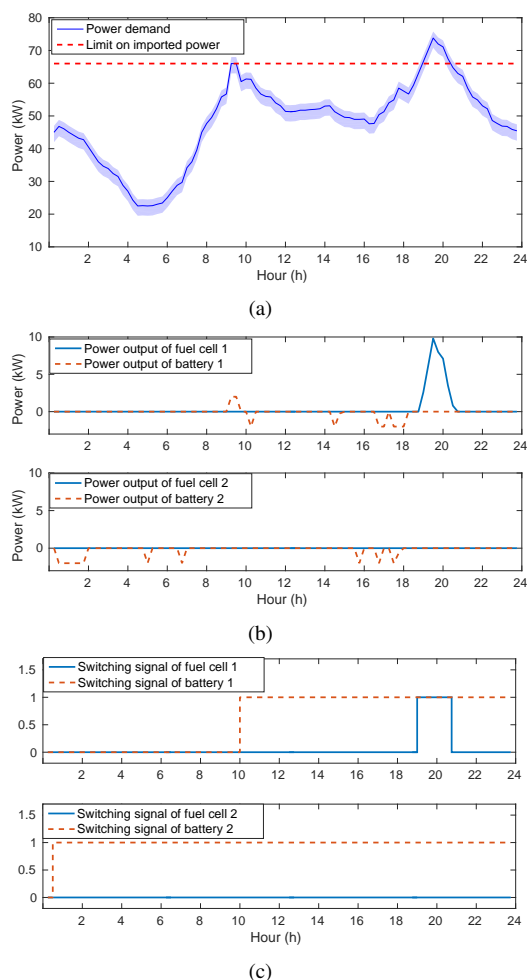 80
Power demand
Limit on imported power
70
60
50
40
30
20
10
Power (kW)
2 4 6 8 10 12 14 16 18 20 22 24
Hour (h)
(a)
10
Power output of fuel cell 1
Power output of battery 1
5
0
Power (kW)
2 4 6 8 10 12 14 16 18 20 22 24
10
Power output of fuel cell 2
Power output of battery 2
5
0
Power (kW)
2 4 6 8 10 12 14 16 18 20 22 24
Hour (h)
(b)
Switching signal of fuel cell 1
Switching signal of battery 1
1.5
1
0.5
0
2 4 6 8 10 12 14 16 18 20 22 24
Switching signal of fuel cell 2
Switching signal of battery 2
1.5
1
0.5
0
2 4 6 8 10 12 14 16 18 20 22 24
Hour (h)
(c)